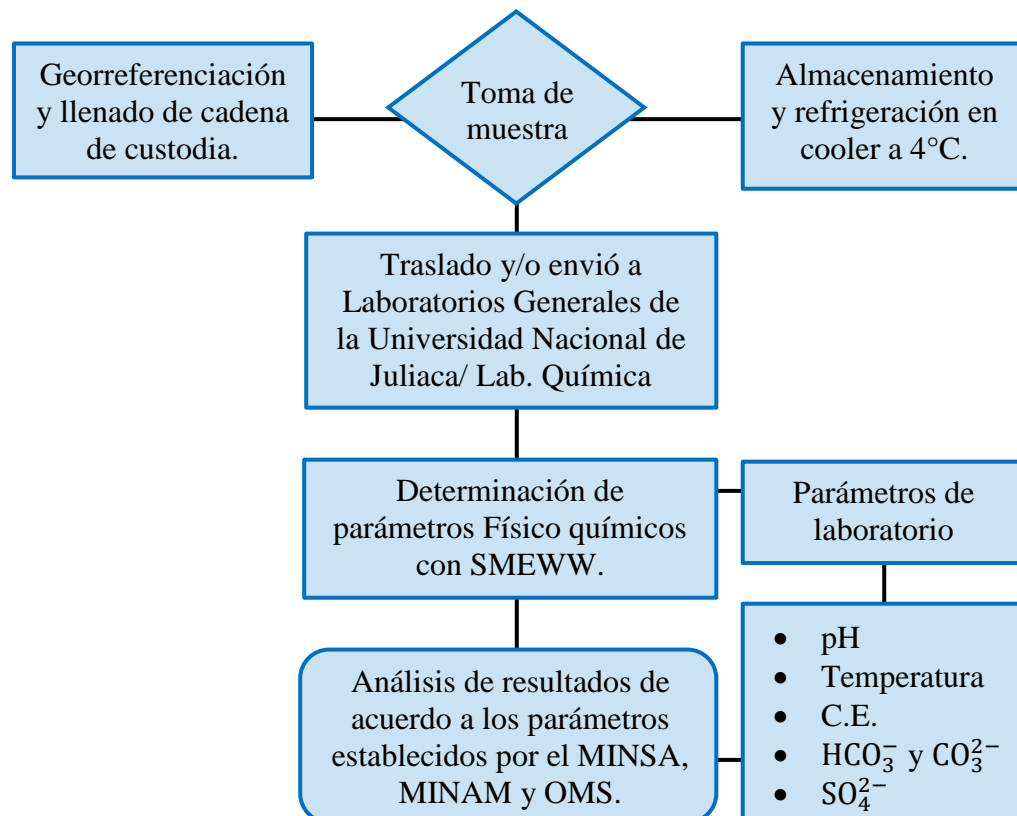 Georreferenciación
y llenado de cadena
de custodia.
Toma de
muestra
Almacenamiento
y refrigeración en
cooler a 4°C.
Traslado y/o envió a
Laboratorios Generales de
la Universidad Nacional de
Juliaca/ Lab. Química
Determinación de
parámetros Físico químicos
con SMEWW.
Parámetros de
laboratorio
Análisis de resultados de
acuerdo a los parámetros
establecidos por el MINSA,
MINAM y OMS.
• pH
• Temperatura
• C.E.
• HCO₃⁻ y CO₃²⁻
• SO₄²⁻